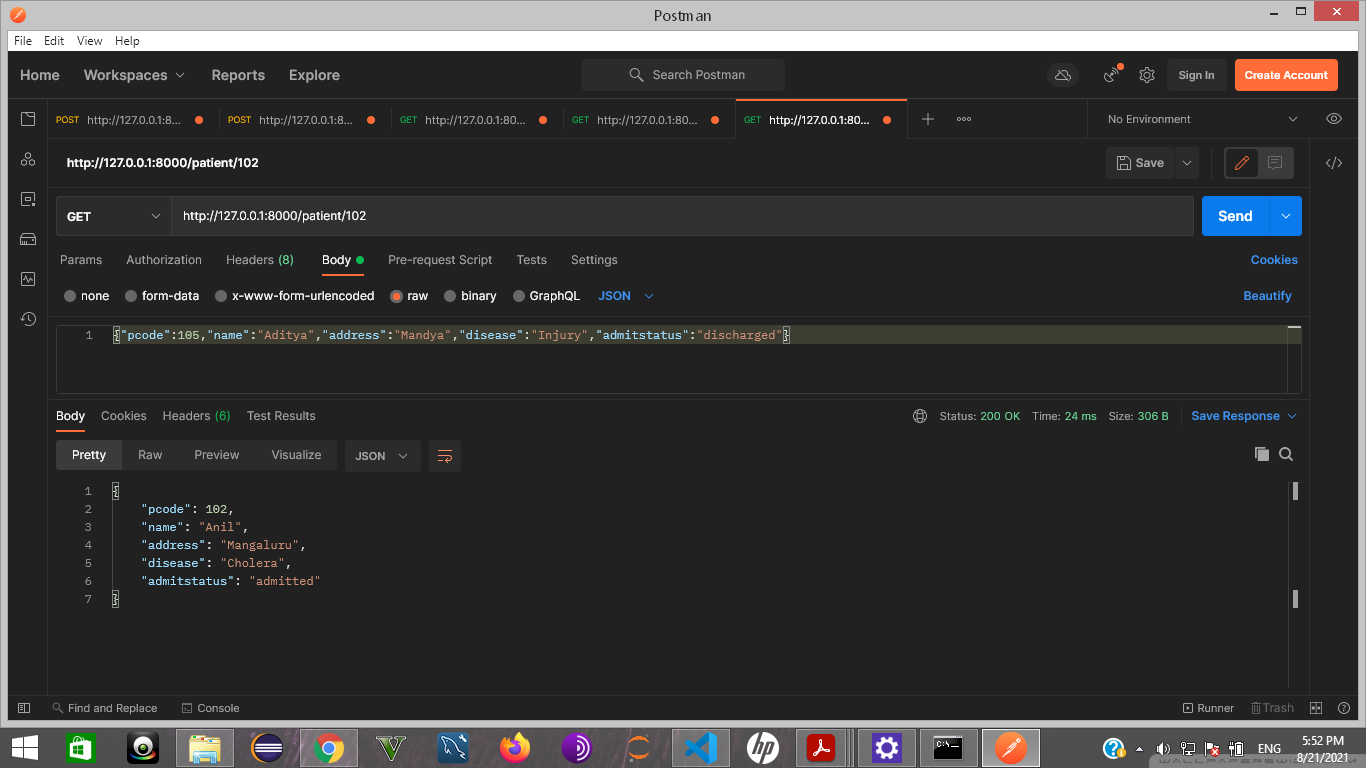 Postman
File Edit View Help
Home Workspaces Reports Explore Search Postman Sign In Create Account
POST http://127.0.0.1:8... POST http://127.0.0.1:8... GET http://127.0.0.1:80... GET http://127.0.0.1:80... GET http://127.0.0.1:80... No Environment
http://127.0.0.1:8000/patient/102 Save
GET http://127.0.0.1:8000/patient/102 Send
Params Authorization Headers (8) Body Pre-request Script Tests Settings Cookies
none form-data x-www-form-urlencoded raw binary GraphQL JSON Beautify
1 {"pcode":105,"name":"Aditya","address":"Mandya","disease":"Injury","admitstatus":"discharged"}
Body Cookies Headers (6) Test Results Status: 200 OK Time: 24 ms Size: 306 B Save Response
Pretty Raw Preview Visualize JSON
1 {
2 "pcode": 102,
3 "name": "Anil",
4 "address": "Mangaluru",
5 "disease": "Cholera",
6 "admitstatus": "admitted"
7 }
Find and Replace Console Runner Trash
ENG 5:52 PM
8/21/2021